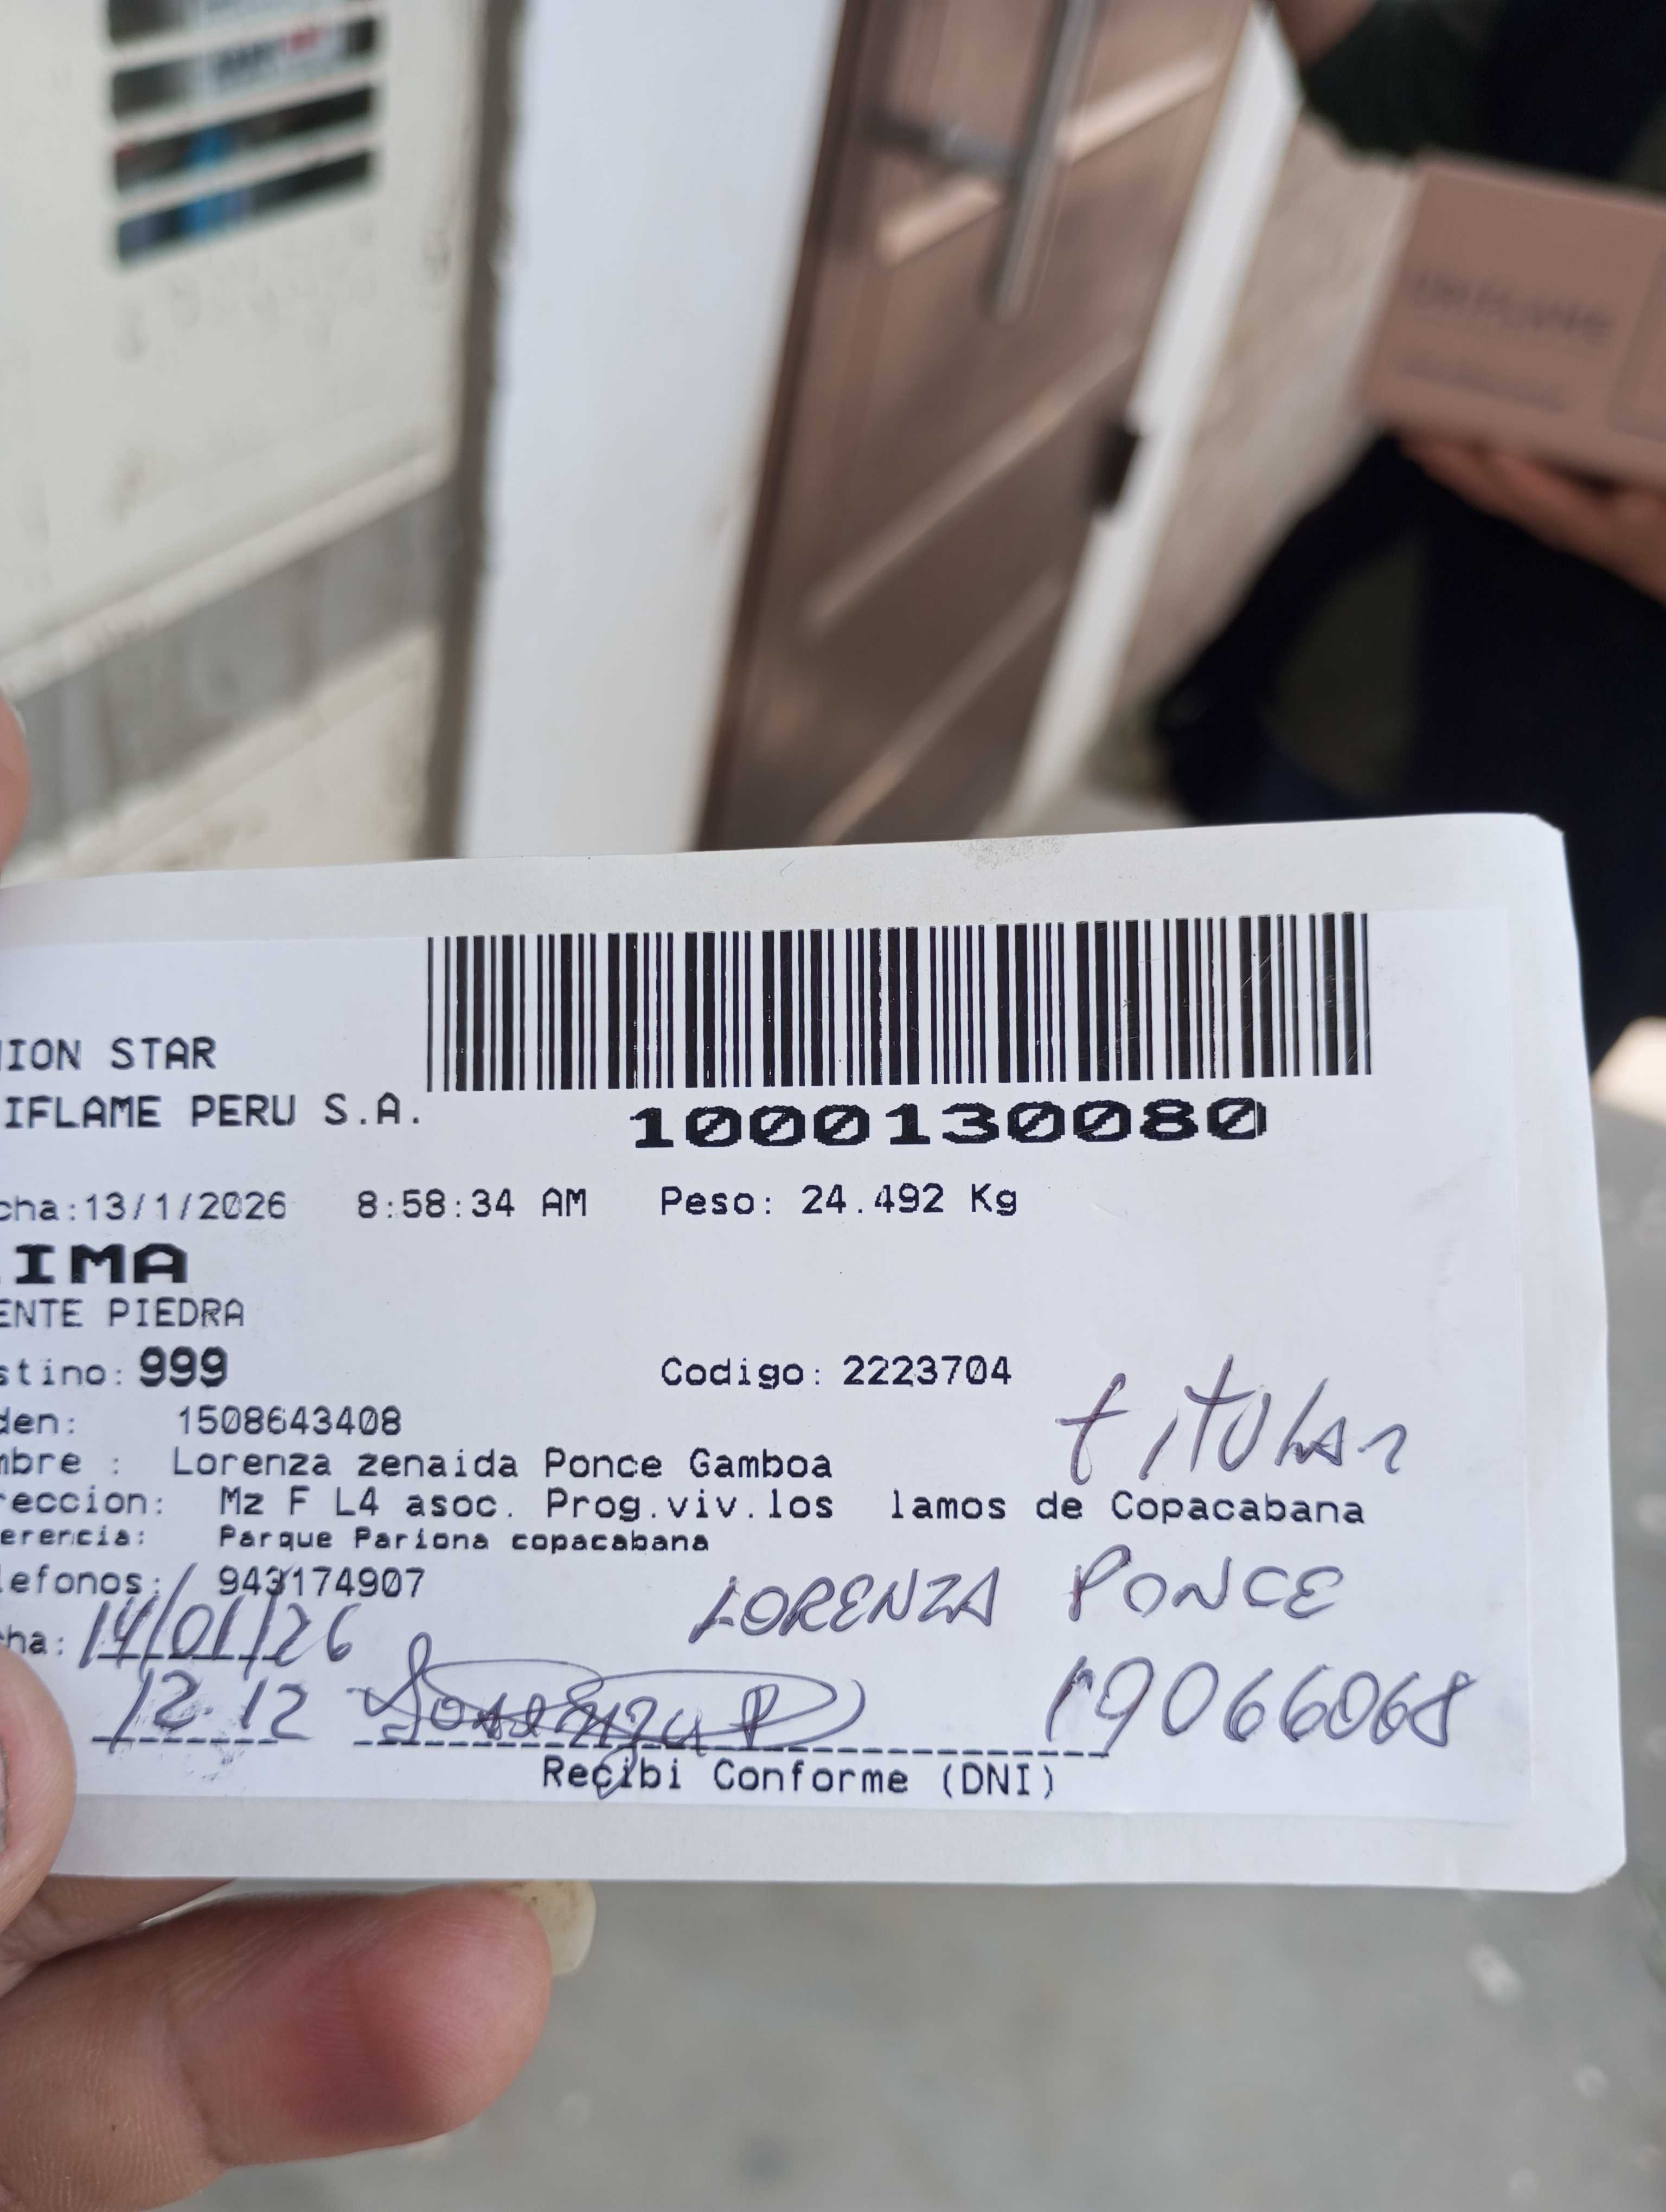 ION STAR
IFLAME PERU S.A.
1000130080
cha:13/1/2026 8:58:34 AM Peso: 24.492 Kg
IMA
ENTE PIEDRA
stino: 999 Codigo: 2223704
titular
den: 1508643408
mbre : Lorenza zenaida Ponce Gamboa
reccion: Mz F L4 asoc. Prog.viv.los lamos de Copacabana
erencia: Parque Pariona copacabana
lefonos: 943174907
LORENZA PONCE
ha: 14/01/26
12.12
19066068
Recibi Conforme (DNI)